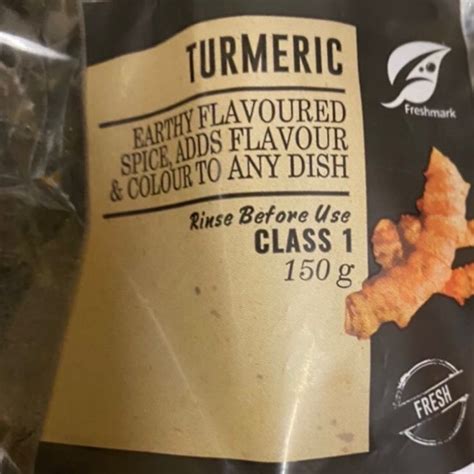 TURMERIC
Freshmark
EARTHY FLAVOURED
SPICE, ADDS FLAVOUR
& COLOUR TO ANY DISH
Rinse Before Use
CLASS 1
150 g
FRESH